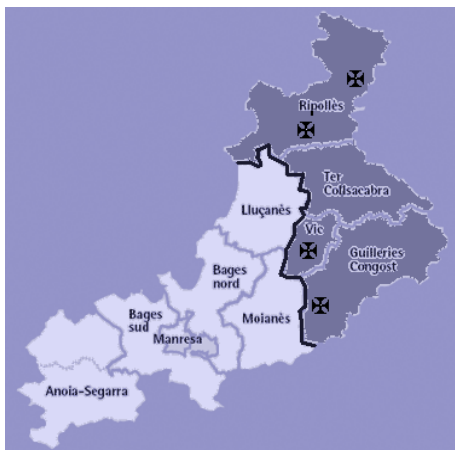 Ripollès
Ter
Collsacabra
Lluçanès
Vic
Guilleries
Congost
Bages
nord
Bages
sud
Moianès
Manresa
Anoia-Segarra